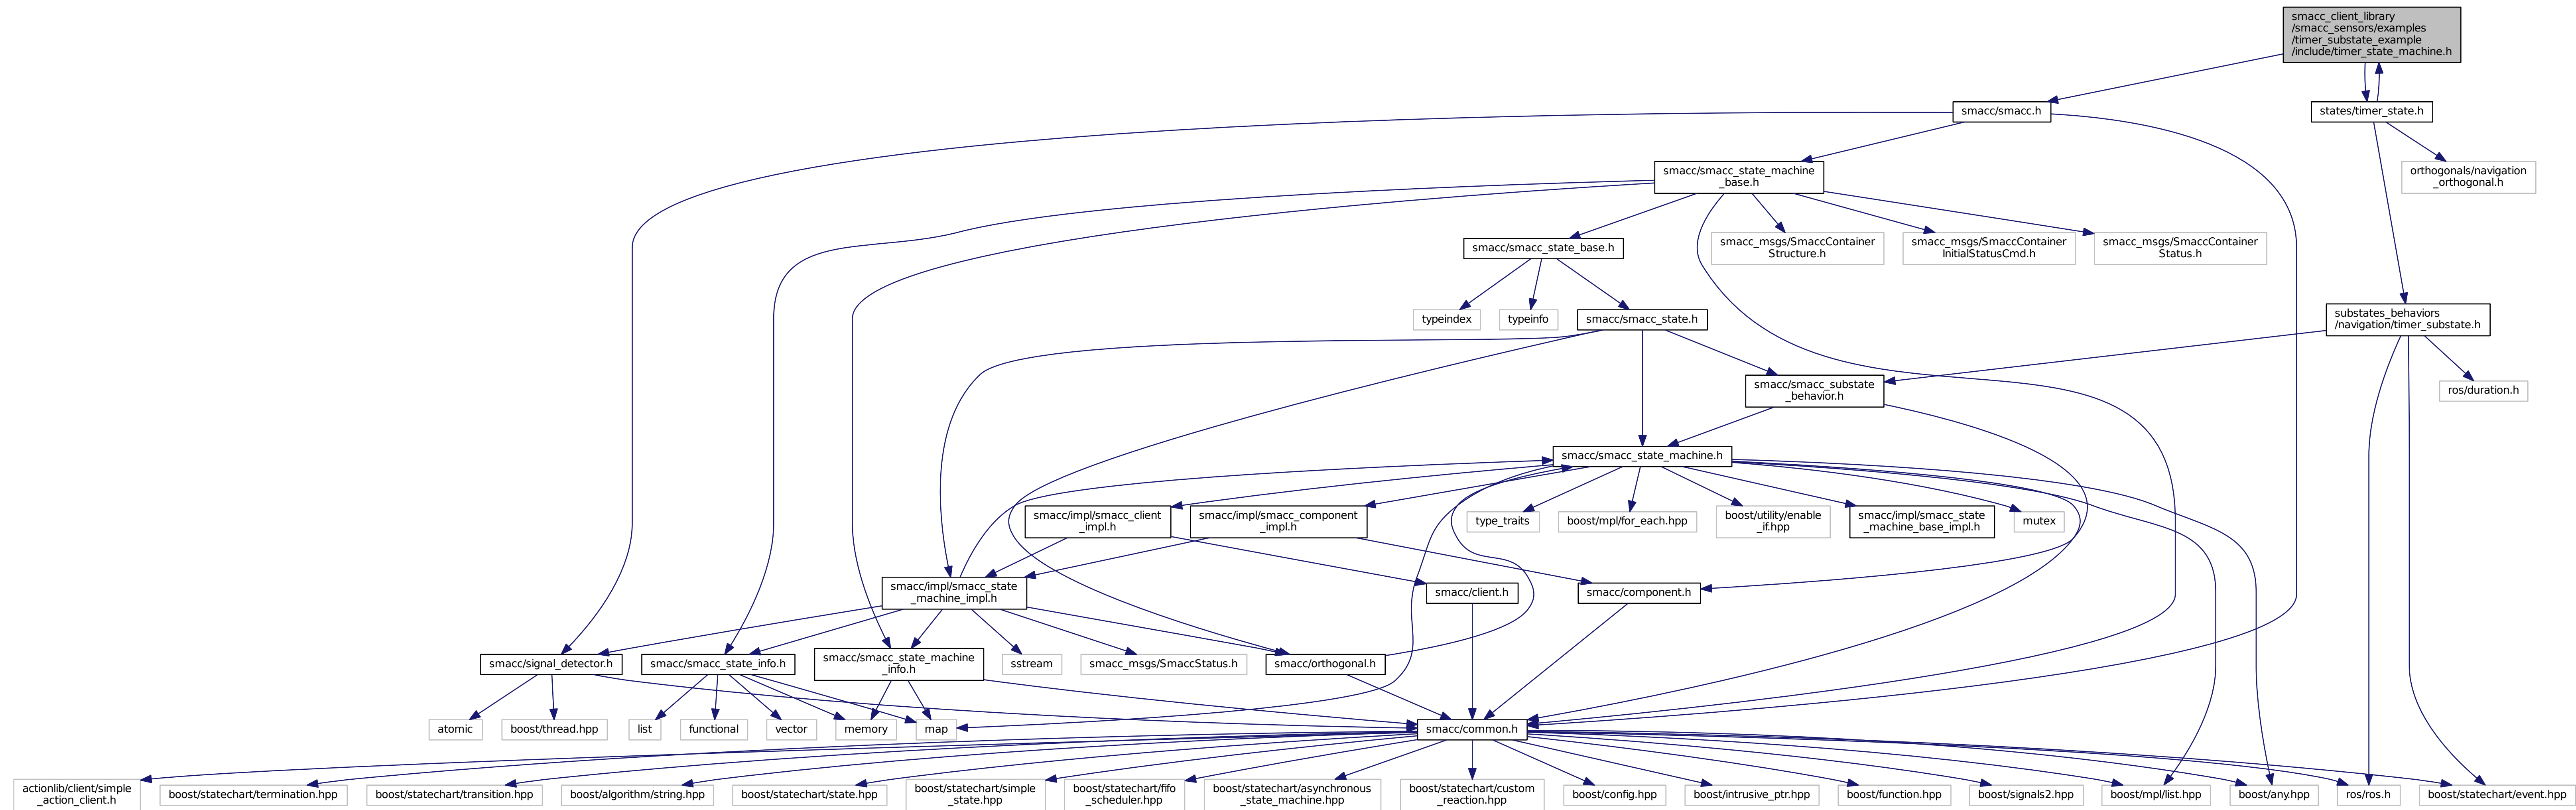 smacc_client_library
/smacc_sensors/examples
/timer_substate_example
/include/timer_state_machine.h
smacc/smacc.h
states/timer_state.h
smacc/smacc_state_machine
_base.h
orthogonals/navigation
_orthogonal.h
smacc/smacc_state_base.h
smacc_msgs/SmaccContainer
Structure.h
smacc_msgs/SmaccContainer
InitialStatusCmd.h
smacc_msgs/SmaccContainer
Status.h
typeindex
typeinfo
smacc/smacc_state.h
substates_behaviors
/navigation/timer_substate.h
smacc/smacc_substate
_behavior.h
ros/duration.h
smacc/smacc_state_machine.h
smacc/impl/smacc_client
_impl.h
smacc/impl/smacc_component
_impl.h
type_traits
boost/mpl/for_each.hpp
boost/utility/enable
_if.hpp
smacc/impl/smacc_state
_machine_base_impl.h
mutex
smacc/impl/smacc_state
_machine_impl.h
smacc/client.h
smacc/component.h
smacc/signal_detector.h
smacc/smacc_state_info.h
smacc/smacc_state_machine
_info.h
sstream
smacc_msgs/SmaccStatus.h
smacc/orthogonal.h
atomic
boost/thread.hpp
list
functional
vector
memory
map
smacc/common.h
actionlib/client/simple
_action_client.h
boost/statechart/termination.hpp
boost/statechart/transition.hpp
boost/algorithm/string.hpp
boost/statechart/state.hpp
boost/statechart/simple
_state.hpp
boost/statechart/fifo
_scheduler.hpp
boost/statechart/asynchronous
_state_machine.hpp
boost/statechart/custom
_reaction.hpp
boost/config.hpp
boost/intrusive_ptr.hpp
boost/function.hpp
boost/signals2.hpp
boost/mpl/list.hpp
boost/any.hpp
ros/ros.h
boost/statechart/event.hpp